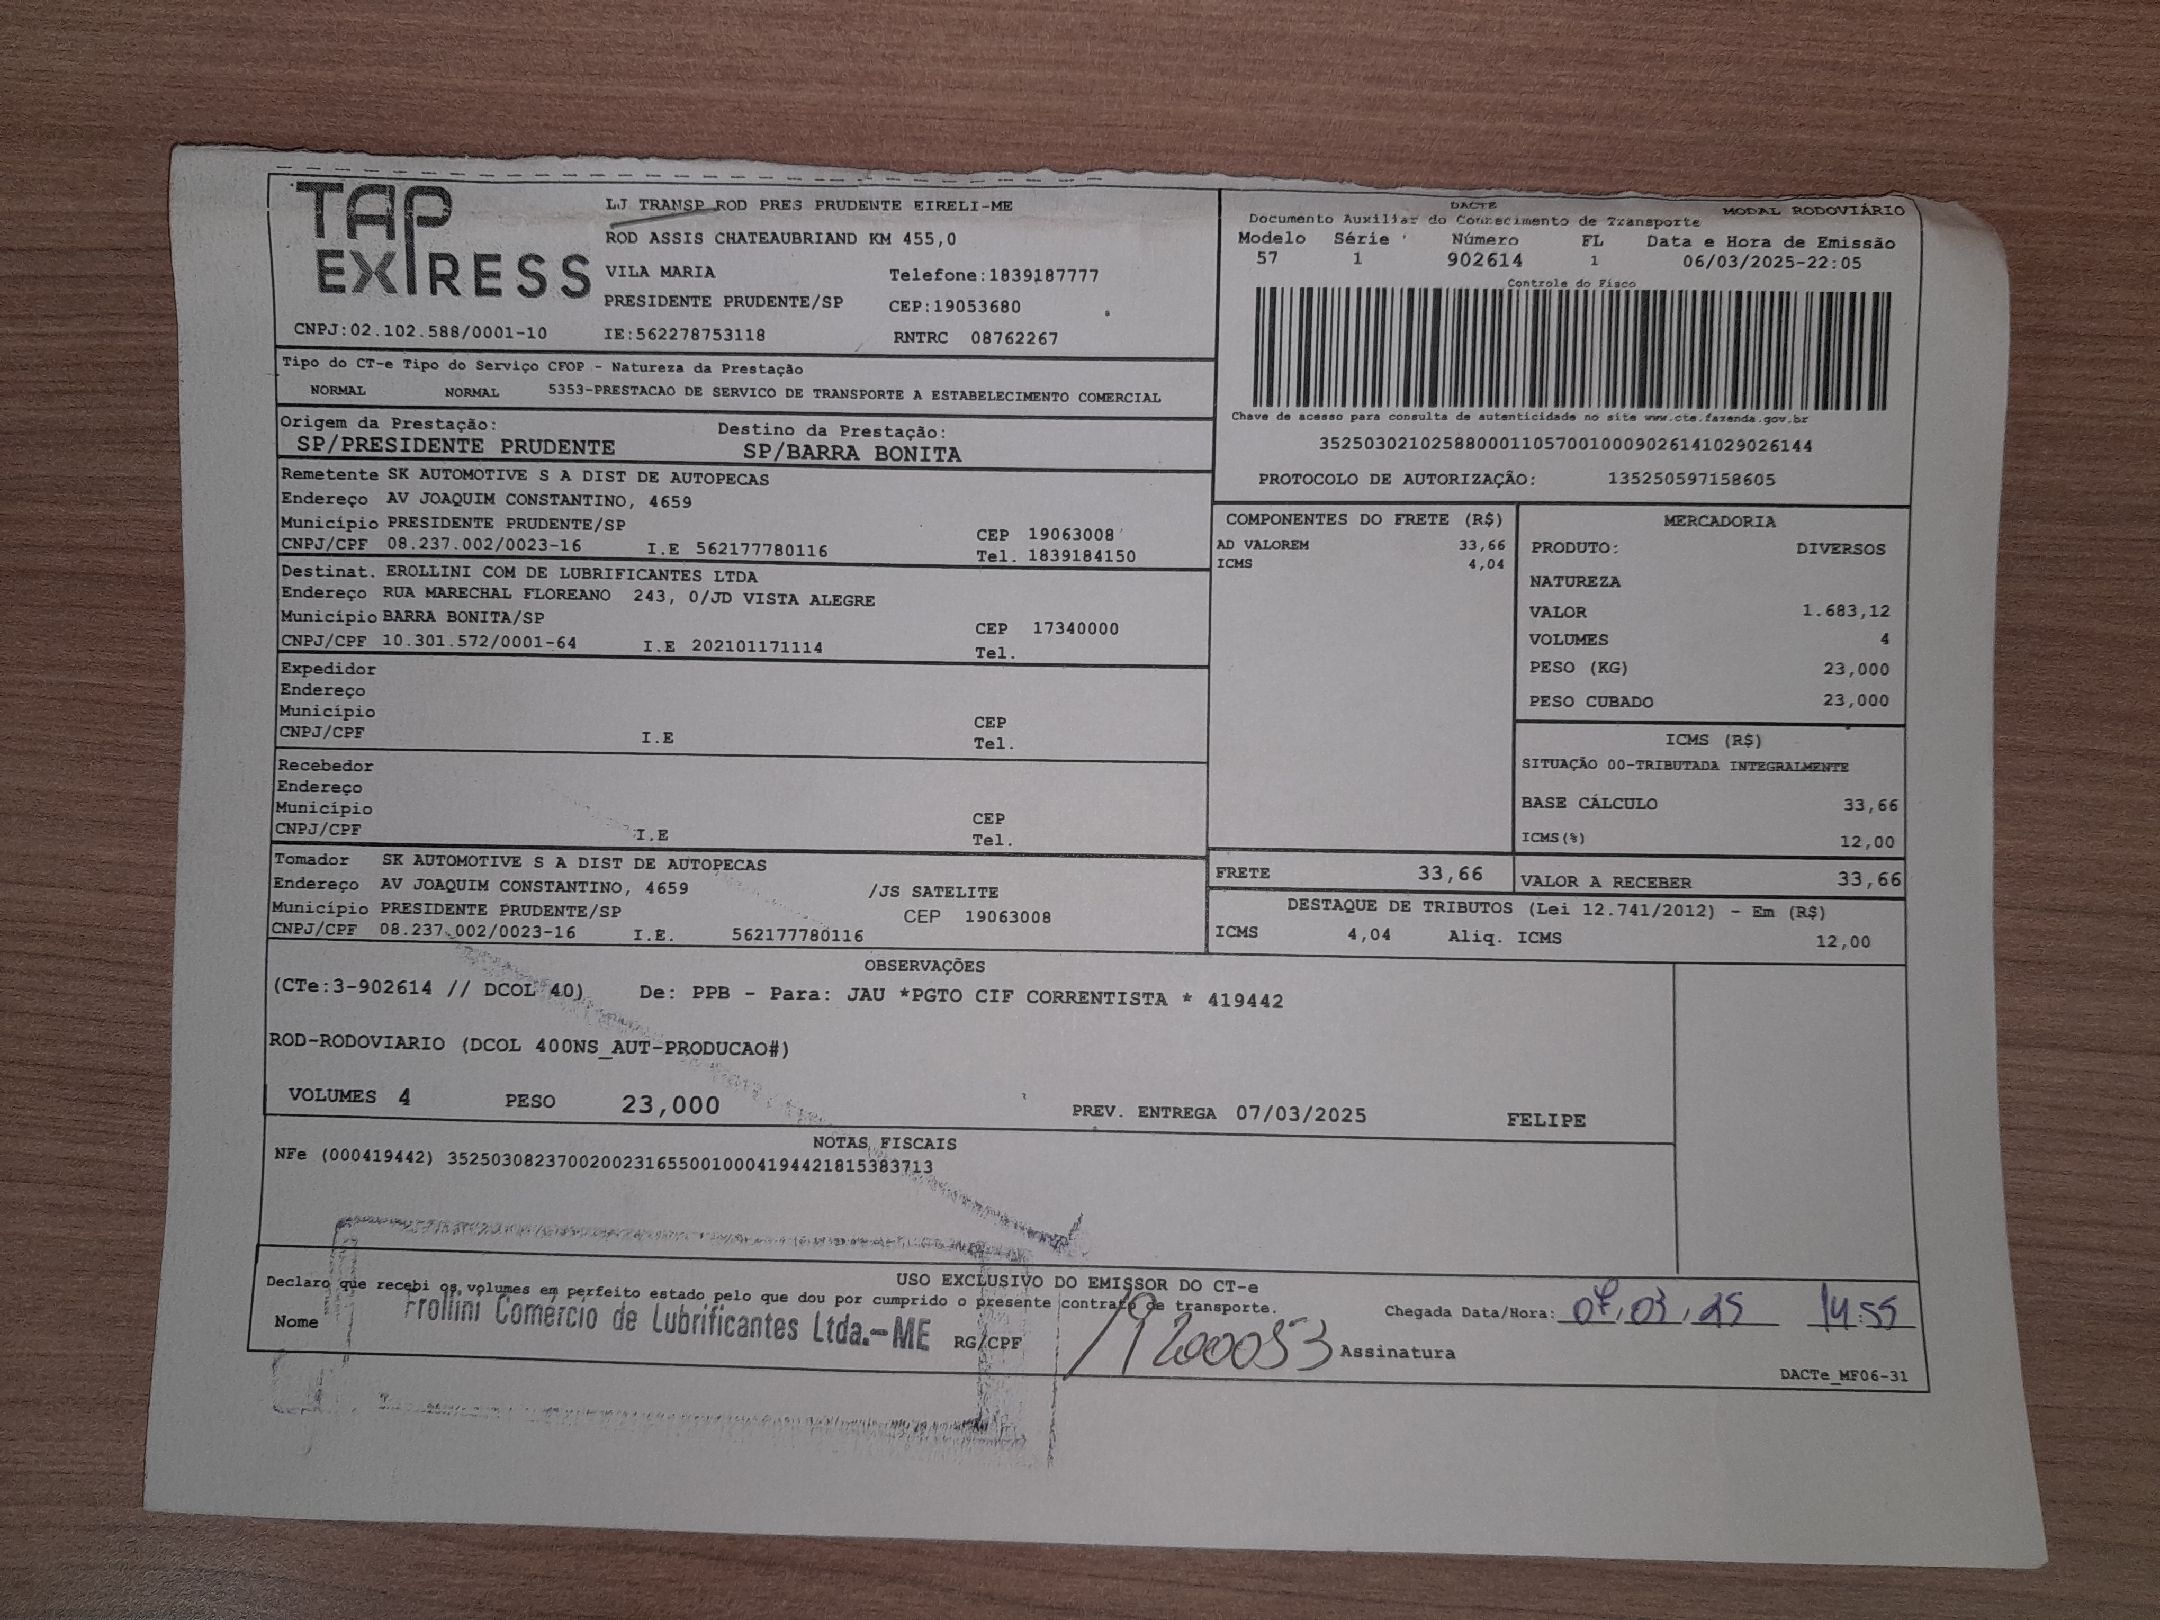 TAP
EXPRESS
LJ TRANSP ROD PRES PRUDENTE EIRELI-ME
ROD ASSIS CHATEAUBRIAND KM 455,0
VILA MARIA Telefone:1839187777
PRESIDENTE PRUDENTE/SP CEP:19053680
CNPJ:02.102.588/0001-10 IE:562278753118 RNTRC 08762267
DACTE
Documento Auxiliar do Conhecimento de Transporte MODAL RODOVIÁRIO
Modelo Série Número FL Data e Hora de Emissão
57 1 902614 1 06/03/2025-22:05
Controle do Fisco
Chave de acesso para consulta de autenticidade no site www.cte.fazenda.gov.br
35250302102588000110570010009026141029026144
PROTOCOLO DE AUTORIZAÇÃO: 135250597158605
Tipo do CT-e Tipo do Serviço CFOP - Natureza da Prestação
NORMAL NORMAL 5353-PRESTACAO DE SERVICO DE TRANSPORTE A ESTABELECIMENTO COMERCIAL
Origem da Prestação: Destino da Prestação:
SP/PRESIDENTE PRUDENTE SP/BARRA BONITA
Remetente SK AUTOMOTIVE S A DIST DE AUTOPECAS
Endereço AV JOAQUIM CONSTANTINO, 4659
Município PRESIDENTE PRUDENTE/SP CEP 19063008
CNPJ/CPF 08.237.002/0023-16 I.E 562177780116 Tel. 1839184150
Destinat. EROLLINI COM DE LUBRIFICANTES LTDA
Endereço RUA MARECHAL FLOREANO 243, 0/JD VISTA ALEGRE
Município BARRA BONITA/SP CEP 17340000
CNPJ/CPF 10.301.572/0001-64 I.E 202101171114 Tel.
Expedidor
Endereço
Município CEP
CNPJ/CPF I.E Tel.
Recebedor
Endereço
Município CEP
CNPJ/CPF I.E Tel.
Tomador SK AUTOMOTIVE S A DIST DE AUTOPECAS
Endereço AV JOAQUIM CONSTANTINO, 4659 /JS SATELITE
Município PRESIDENTE PRUDENTE/SP CEP 19063008
CNPJ/CPF 08.237.002/0023-16 I.E. 562177780116
COMPONENTES DO FRETE (R$)
AD VALOREM 33,66
ICMS 4,04
MERCADORIA
PRODUTO: DIVERSOS
NATUREZA
VALOR 1.683,12
VOLUMES 4
PESO (KG) 23,000
PESO CUBADO 23,000
ICMS (R$)
SITUAÇÃO 00-TRIBUTADA INTEGRALMENTE
BASE CÁLCULO 33,66
ICMS(%) 12,00
FRETE 33,66 VALOR A RECEBER 33,66
DESTAQUE DE TRIBUTOS (Lei 12.741/2012) - Em (R$)
ICMS 4,04 Aliq. ICMS 12,00
OBSERVAÇÕES
(CTe:3-902614 // DCOL 40) De: PPB - Para: JAU *PGTO CIF CORRENTISTA * 419442
ROD-RODOVIARIO (DCOL 400NS_AUT-PRODUCAO#)
VOLUMES 4 PESO 23,000 PREV. ENTREGA 07/03/2025 FELIPE
NOTAS FISCAIS
NFe (000419442) 35250308237002002316550010004194421815383713
USO EXCLUSIVO DO EMISSOR DO CT-e
Declaro que recebi os volumes em perfeito estado pelo que dou por cumprido o presente contrato de transporte.
Chegada Data/Hora: 07,03,25 14:55
Nome Frollini Comércio de Lubrificantes Ltda.-ME RG/CPF 19200053 Assinatura
DACTe_MF06-31